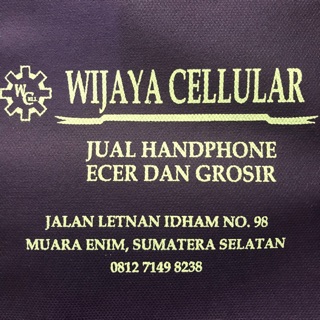 WCELL
WIJAYA CELLULAR
JUAL HANDPHONE
ECER DAN GROSIR
JALAN LETNAN IDHAM NO. 98
MUARA ENIM, SUMATERA SELATAN
0812 7149 8238